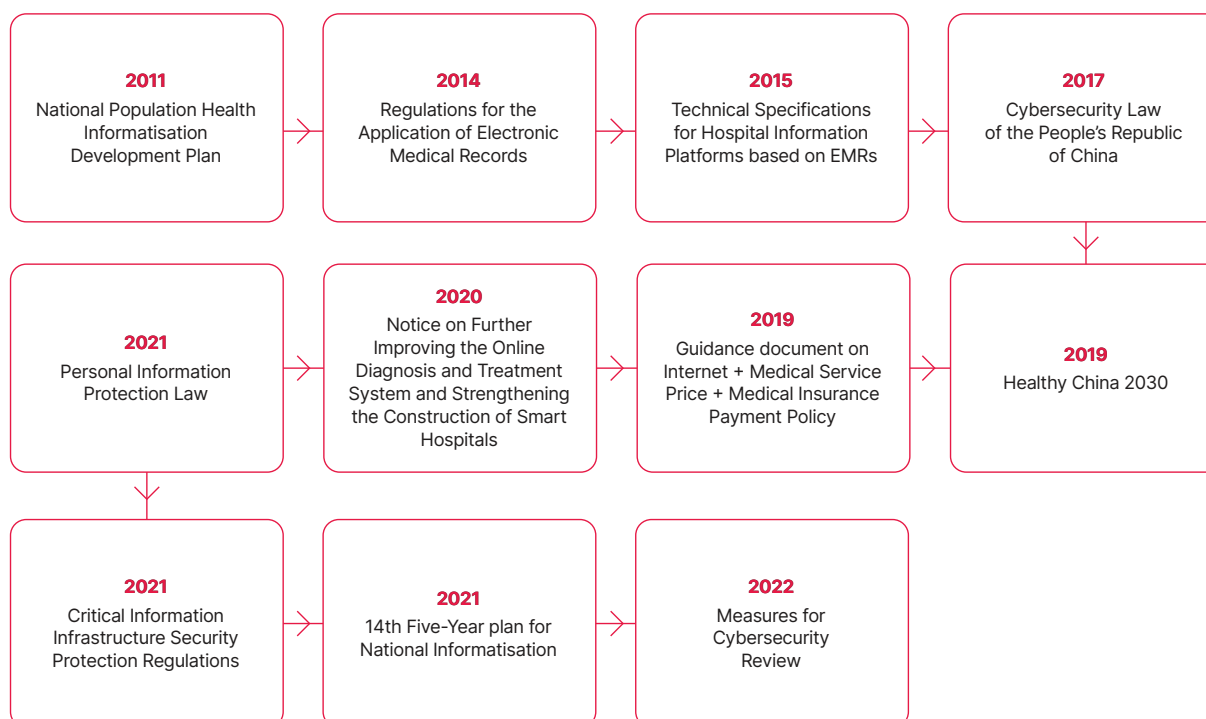 2011
National Population Health
Informatisation
Development Plan
2014
Regulations for the
Application of Electronic
Medical Records
2015
Technical Specifications
for Hospital Information
Platforms based on EMRs
2017
Cybersecurity Law
of the People's Republic
of China
2021
Personal Information
Protection Law
2020
Notice on Further
Improving the Online
Diagnosis and Treatment
System and Strengthening
the Construction of Smart
Hospitals
2019
Guidance document on
Internet + Medical Service
Price + Medical Insurance
Payment Policy
2019
Healthy China 2030
2021
Critical Information
Infrastructure Security
Protection Regulations
2021
14th Five-Year plan for
National Informatisation
2022
Measures for
Cybersecurity
Review